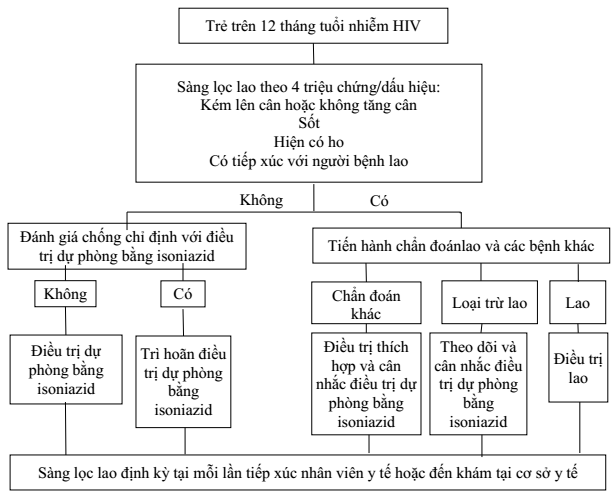 Trẻ trên 12 tháng tuổi nhiễm HIV
Sàng lọc lao theo 4 triệu chứng/dấu hiệu:
Kém lên cân hoặc không tăng cân
Sốt
Hiện có ho
Có tiếp xúc với người bệnh lao
Không
Có
Đánh giá chống chỉ định với điều
trị dự phòng bằng isoniazid
Tiến hành chẩn đoánlao và các bệnh khác
Không
Có
Chẩn đoán
khác
Loại trừ lao
Lao
Điều trị dự
phòng bằng
isoniazid
Trì hoãn điều
trị dự phòng
bằng
isoniazid
Điều trị thích
hợp và cân
nhắc điều trị dự
phòng bằng
isoniazid
Theo dõi và
cân nhắc điều
trị dự phòng
bằng
isoniazid
Điều trị
lao
Sàng lọc lao định kỳ tại mỗi lần tiếp xúc nhân viên y tế hoặc đến khám tại cơ sở y tế